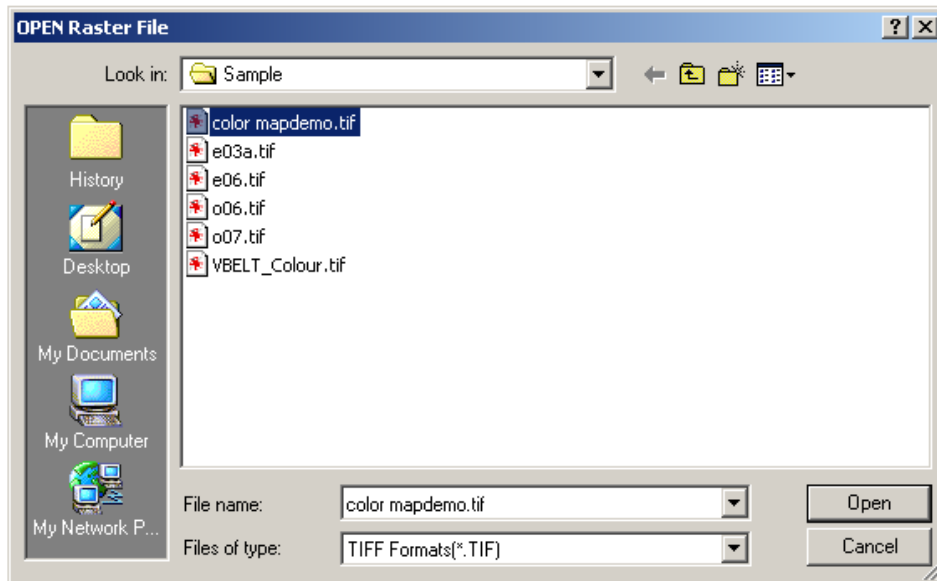 OPEN Raster File
Look in: Sample
History
Desktop
My Documents
My Computer
My Network P...
color mapdemo.tif
e03a.tif
e06.tif
o06.tif
o07.tif
VBELT_Colour.tif
File name: color mapdemo.tif Open
Files of type: TIFF Formats(*.TIF) Cancel